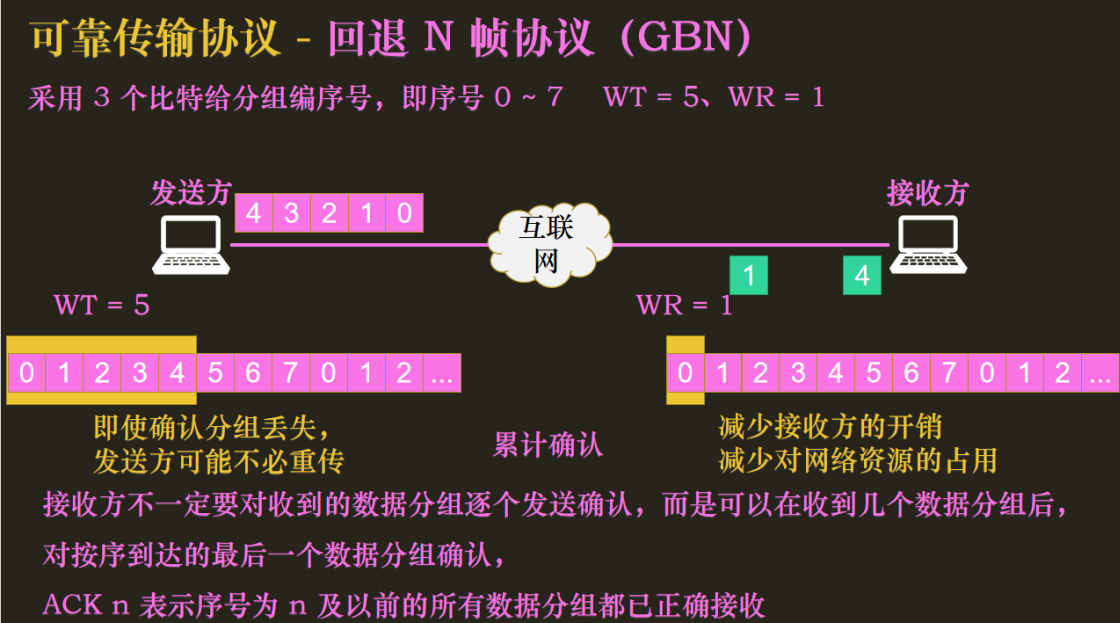 可靠传输协议 - 回退 N 帧协议（GBN）
采用 3 个比特给分组编序号，即序号 0 ~ 7 WT = 5、WR = 1
发送方
4 3 2 1 0
互联
网
接收方
1 4
WT = 5
WR = 1
0 1 2 3 4 5 6 7 0 1 2 ...
0 1 2 3 4 5 6 7 0 1 2 ...
即使确认分组丢失，
发送方可能不必重传
累计确认
减少接收方的开销
减少对网络资源的占用
接收方不一定要对收到的数据分组逐个发送确认，而是可以在收到几个数据分组后，
对按序到达的最后一个数据分组确认，
ACK n 表示序号为 n 及以前的所有数据分组都已正确接收